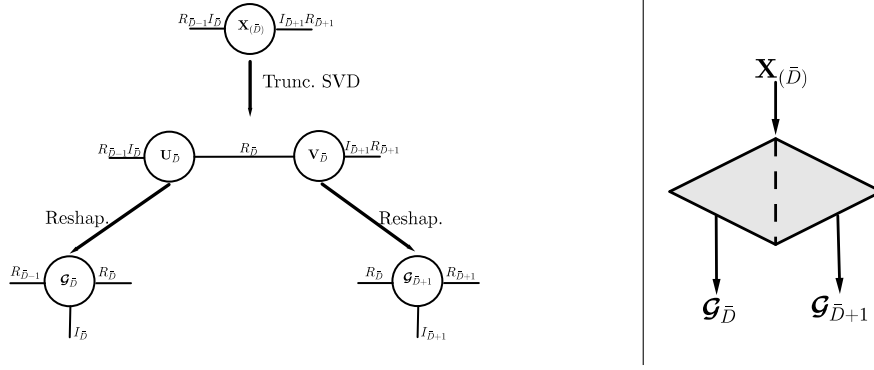 R_{D̄−1}I_{D̄} X_{(D̄)} I_{D̄+1}R_{D̄+1}
Trunc. SVD
R_{D̄−1}I_{D̄} U_{D̄} R_{D̄} V_{D̄} I_{D̄+1}R_{D̄+1}
Reshap. Reshap.
R_{D̄−1} 𝓖_{D̄} R_{D̄} R_{D̄} 𝓖_{D̄+1} R_{D̄+1}
I_{D̄} I_{D̄+1}
X_{(D̄)}
𝓖_{D̄} 𝓖_{D̄+1}